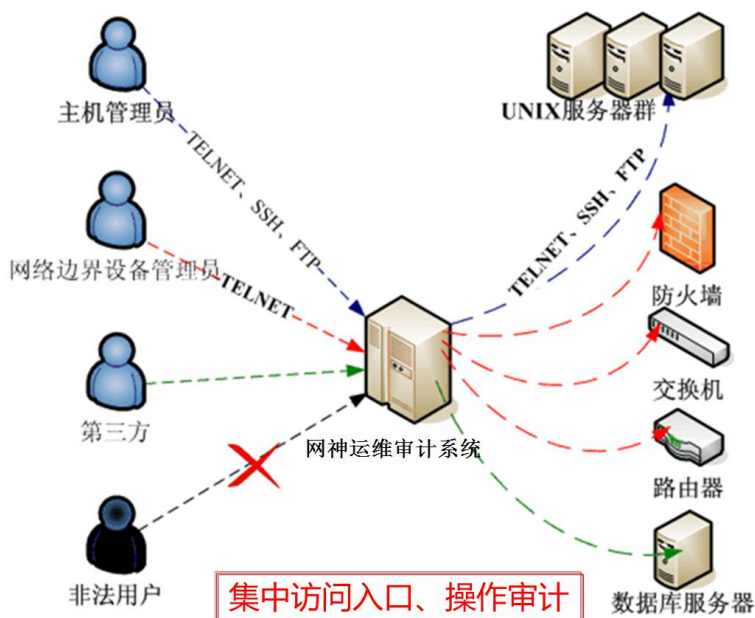 主机管理员
UNIX服务器群
TELNET、SSH、FTP
TELNET、SSH、FTP
网络边界设备管理员
TELNET
防火墙
交换机
第三方
网神运维审计系统
路由器
非法用户
集中访问入口、操作审计
数据库服务器